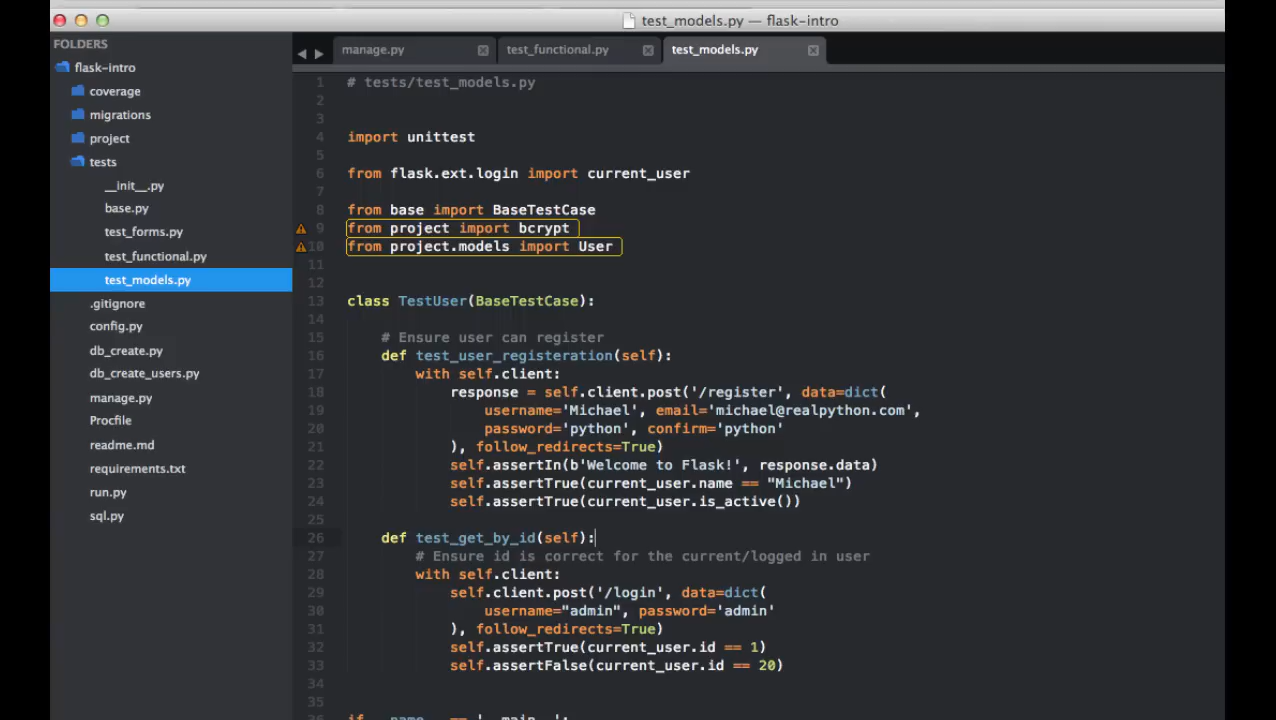 test_models.py — flask-intro
FOLDERS
flask-intro
coverage
migrations
project
tests
__init__.py
base.py
test_forms.py
test_functional.py
test_models.py
.gitignore
config.py
db_create.py
db_create_users.py
manage.py
Procfile
readme.md
requirements.txt
run.py
sql.py
manage.py
test_functional.py
test_models.py
1 # tests/test_models.py
2
3
4 import unittest
5
6 from flask.ext.login import current_user
7
8 from base import BaseTestCase
9 from project import bcrypt
10 from project.models import User
11
12
13 class TestUser(BaseTestCase):
14
15     # Ensure user can register
16     def test_user_registeration(self):
17         with self.client:
18             response = self.client.post('/register', data=dict(
19                 username='Michael', email='michael@realpython.com',
20                 password='python', confirm='python'
21             ), follow_redirects=True)
22             self.assertIn(b'Welcome to Flask!', response.data)
23             self.assertTrue(current_user.name == "Michael")
24             self.assertTrue(current_user.is_active())
25
26     def test_get_by_id(self):
27         # Ensure id is correct for the current/logged in user
28         with self.client:
29             self.client.post('/login', data=dict(
30                 username="admin", password='admin'
31             ), follow_redirects=True)
32             self.assertTrue(current_user.id == 1)
33             self.assertFalse(current_user.id == 20)
34
35
36 if __name__ == '__main__':